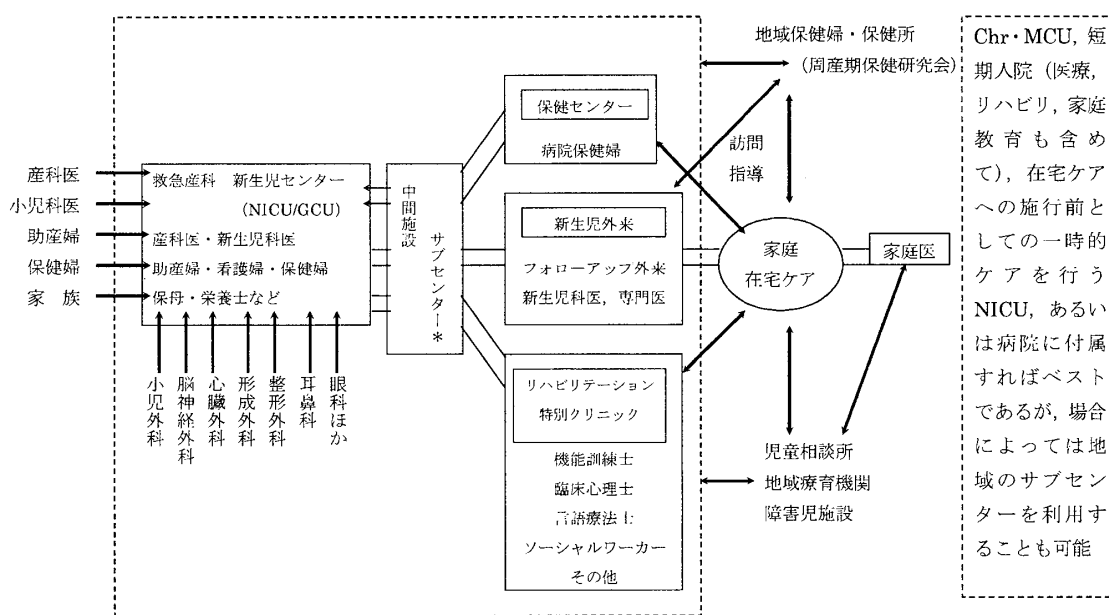 産科医
小児科医
助産婦
保健婦
家 族
救急産科 新生児センター
(NICU/GCU)
産科医・新生児科医
助産婦・看護婦・保健婦
保母・栄養士など
小児外科
脳神経外科
心臓外科
形成外科
整形外科
耳鼻科
眼科ほか
中間施設
サブセンター*
保健センター
病院保健婦
新生児外来
フォローアップ外来
新生児科医，専門医
リハビリテーション
特別クリニック
機能訓練士
臨床心理士
言語療法士
ソーシャルワーカー
その他
地域保健婦・保健所
(周産期保健研究会)
訪問
指導
家庭
在宅ケア
家庭医
児童相談所
地域療育機関
障害児施設
Chr・MCU, 短
期入院（医療,
リハビリ, 家庭
教育も含め
て), 在宅ケア
への施行前と
しての一時的
ケアを行う
NICU, あるい
は病院に付属
すればベスト
であるが, 場合
によっては地
域のサブセン
ターを利用す
ることも可能